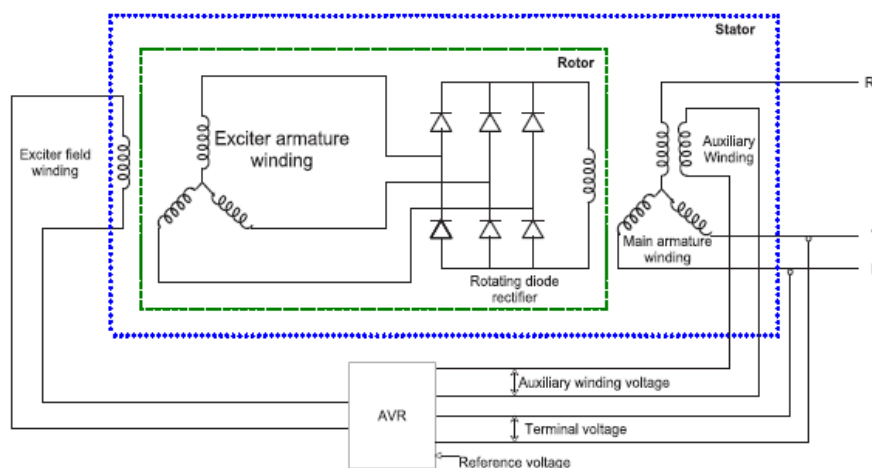 Stator
Rotor
R
Exciter armature
winding
Auxiliary
Winding
Exciter field
winding
Main armature
winding
Rotating diode
rectifier
Auxiliary winding voltage
AVR
Terminal voltage
Reference voltage